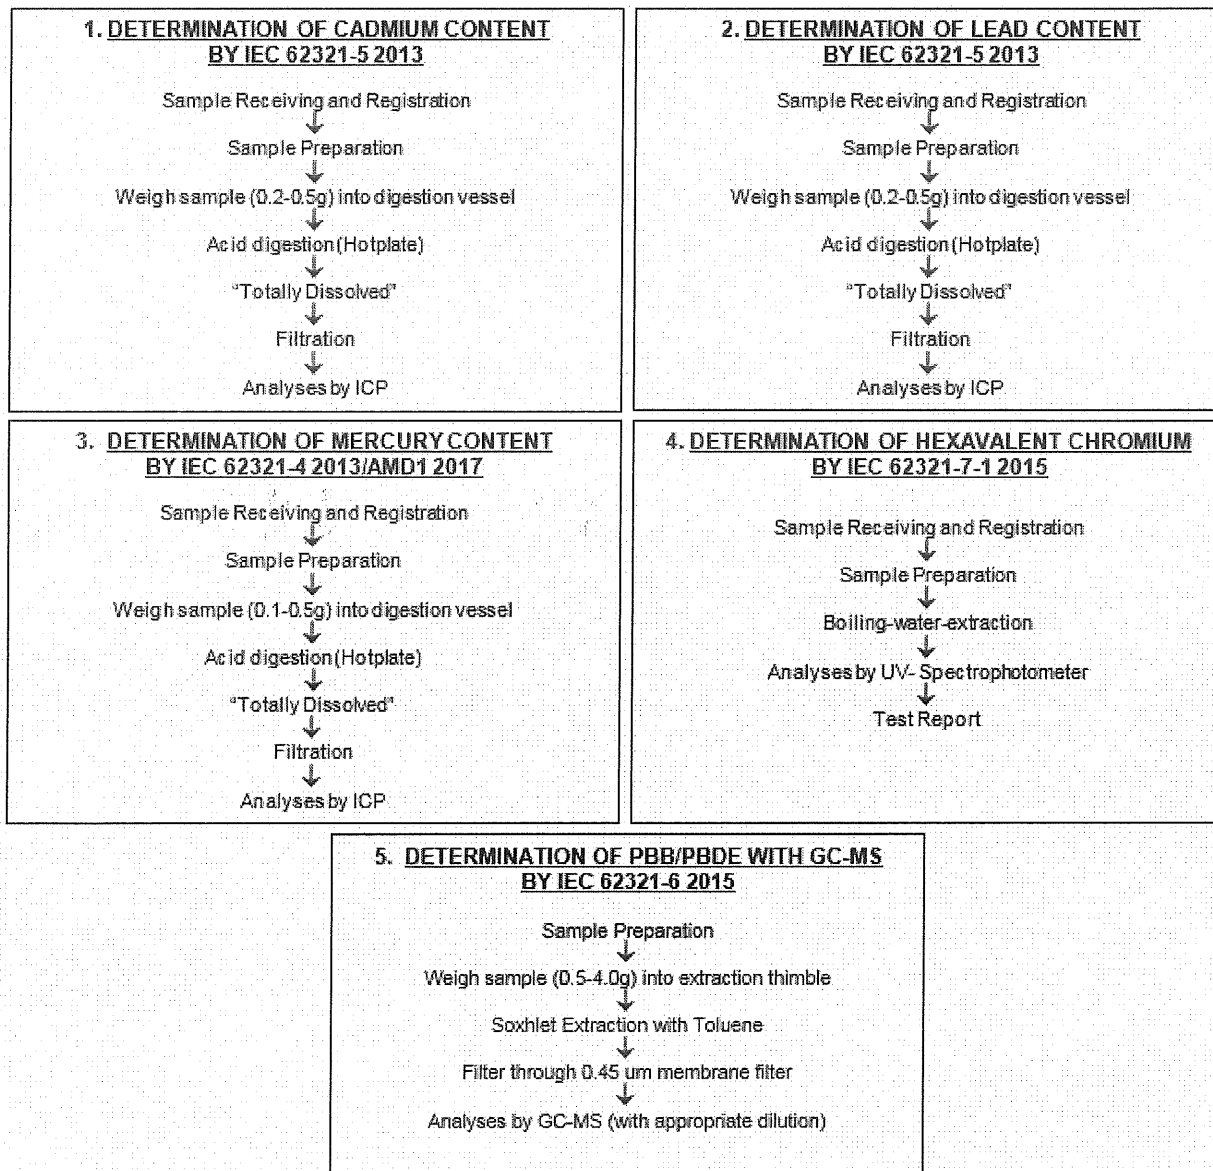 1. DETERMINATION OF CADMIUM CONTENT
BY IEC 62321-5 2013
Sample Receiving and Registration
Sample Preparation
Weigh sample (0.2-0.5g) into digestion vessel
Acid digestion (Hotplate)
"Totally Dissolved"
Filtration
Analyses by ICP
2. DETERMINATION OF LEAD CONTENT
BY IEC 62321-5 2013
Sample Receiving and Registration
Sample Preparation
Weigh sample (0.2-0.5g) into digestion vessel
Acid digestion (Hotplate)
"Totally Dissolved"
Filtration
Analyses by ICP
3. DETERMINATION OF MERCURY CONTENT
BY IEC 62321-4 2013/AMD1 2017
Sample Receiving and Registration
Sample Preparation
Weigh sample (0.1-0.5g) into digestion vessel
Acid digestion (Hotplate)
"Totally Dissolved"
Filtration
Analyses by ICP
4. DETERMINATION OF HEXAVALENT CHROMIUM
BY IEC 62321-7-1 2015
Sample Receiving and Registration
Sample Preparation
Boiling-water-extraction
Analyses by UV- Spectrophotometer
Test Report
5. DETERMINATION OF PBB/PBDE WITH GC-MS
BY IEC 62321-6 2015
Sample Preparation
Weigh sample (0.5-4.0g) into extraction thimble
Soxhlet Extraction with Toluene
Filter through 0.45 um membrane filter
Analyses by GC-MS (with appropriate dilution)